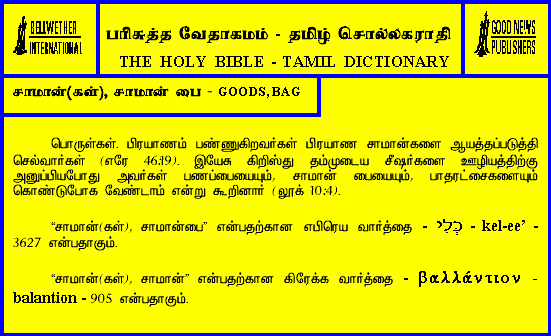 BELLWETHER
INTERNATIONAL
பரிசுத்த வேதாகமம் - தமிழ் சொல்லகராதி
THE HOLY BIBLE - TAMIL DICTIONARY
GOOD NEWS
PUBLISHERS
சாமான்(கள்), சாமான் பை - GOODS,BAG
பொருள்கள். பிரயாணம் பண்ணுகிறவர்கள் பிரயாண சாமான்களை ஆயத்தப்படுத்தி
செல்வார்கள் (எரே 46:19). இயேசு கிறிஸ்து தம்முடைய சீஷர்களை ஊழியத்திற்கு
அனுப்பியபோது அவர்கள் பணப்பையையும், சாமான் பையையும், பாதரட்சைகளையும்
கொண்டுபோக வேண்டாம் என்று கூறினார் (லூக் 10:4).
“சாமான்(கள்), சாமான்பை” என்பதற்கான எபிரெய வார்த்தை - כְּלִי - kel-ee’ -
3627 என்பதாகும்.
“சாமான்(கள்), சாமான்” என்பதற்கான கிரேக்க வார்த்தை - βαλλάντιον -
balantion - 905 என்பதாகும்.